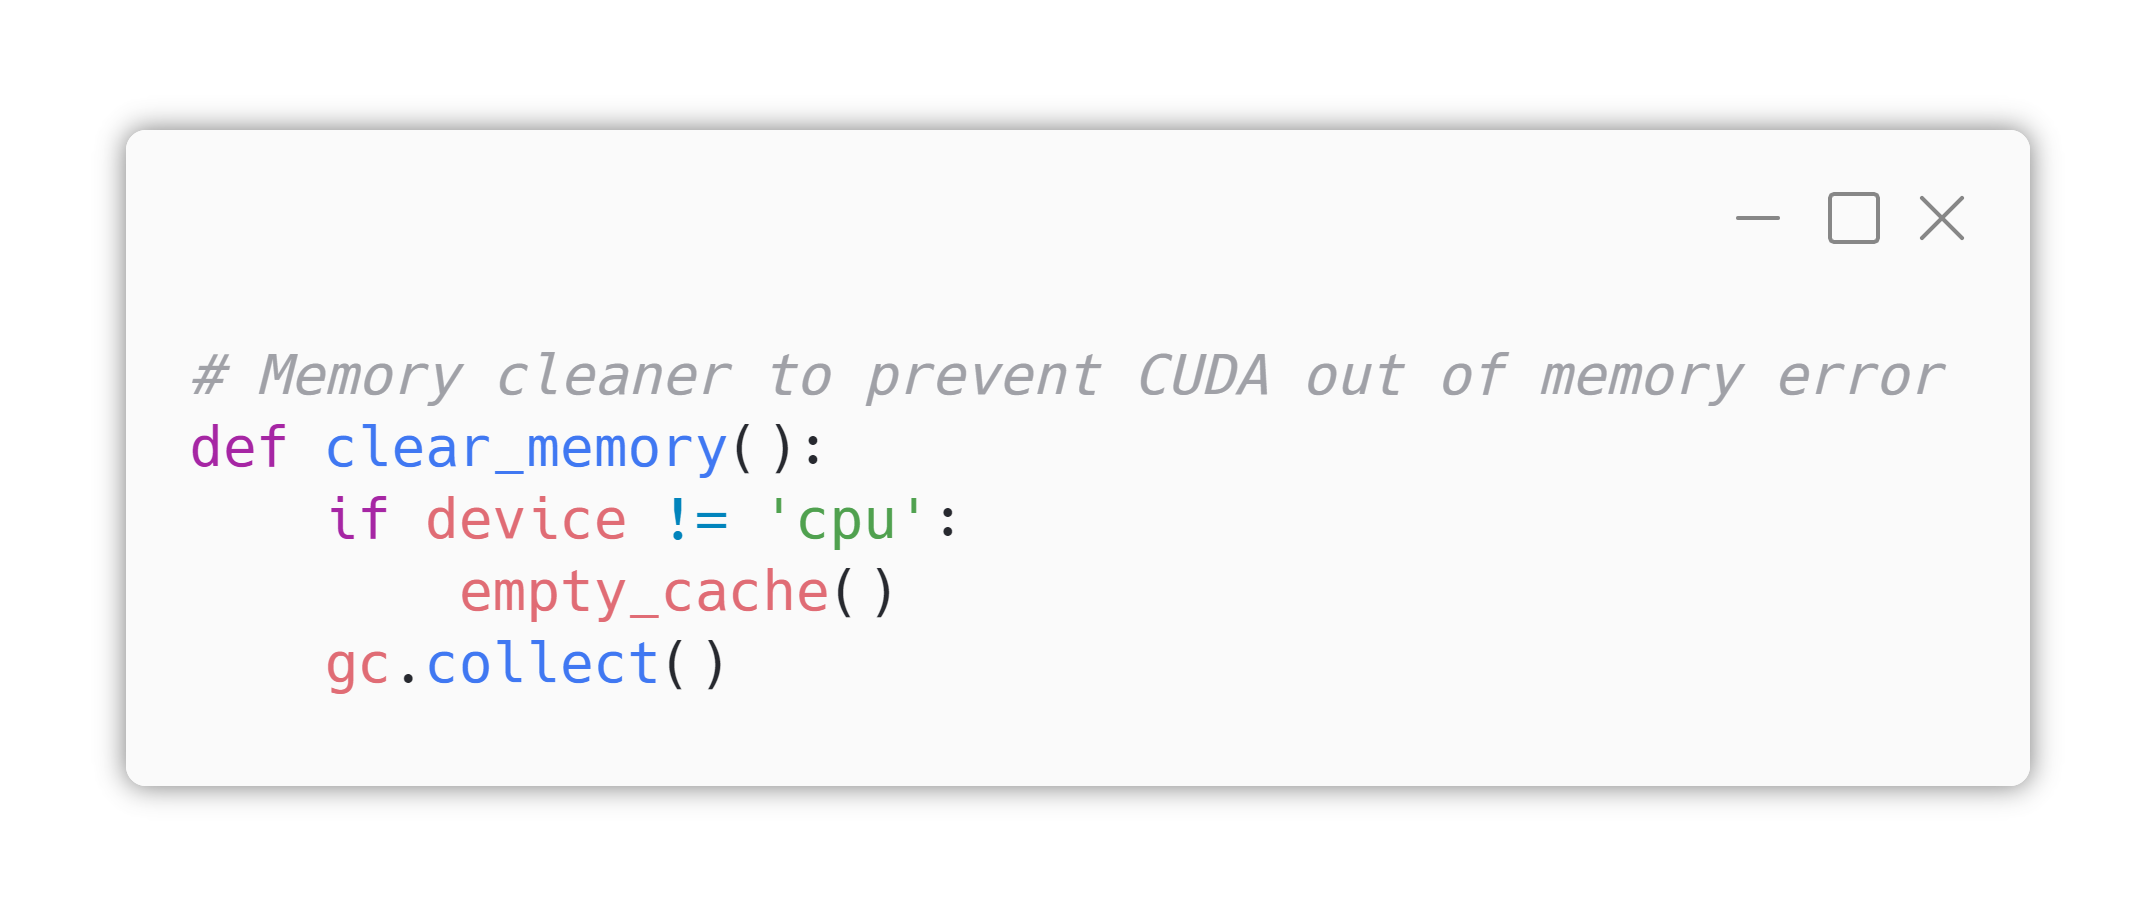 # Memory cleaner to prevent CUDA out of memory error
def clear_memory():
    if device != 'cpu':
        empty_cache()
    gc.collect()